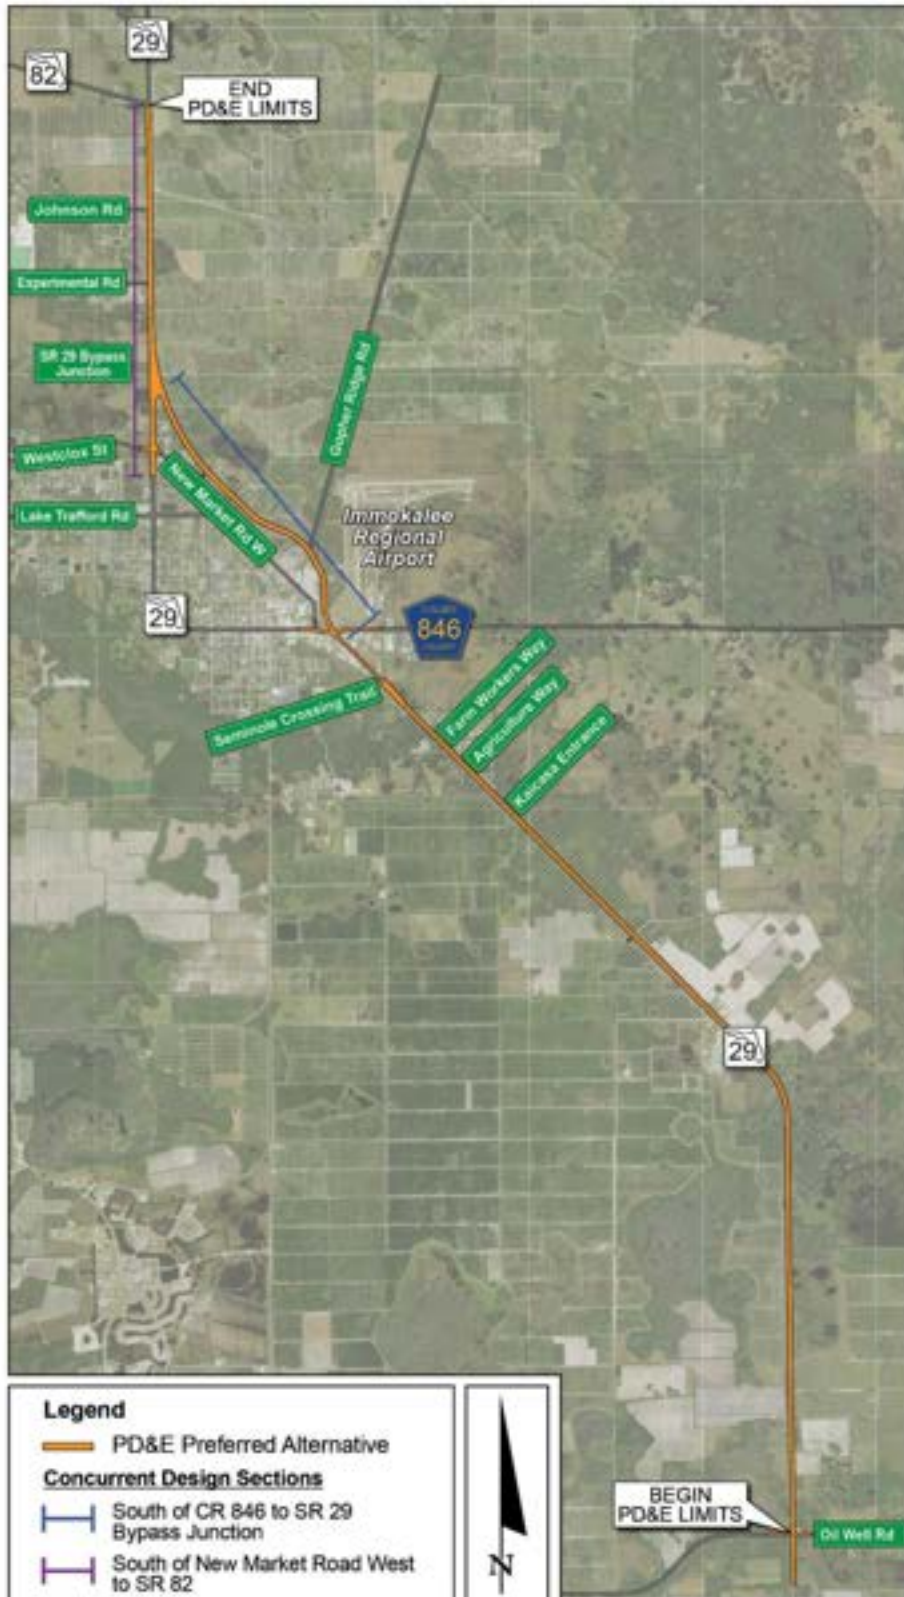 29
82
END
PD&E LIMITS
Johnson Rd
Experimental Rd
SR 29 Bypass
Junction
Gopher Ridge Rd
Westclox St
New Market Rd W
Lake Trafford Rd
Immokalee
Regional
Airport
29
846
Farm Workers Way
Seminole Crossing Trail
Agriculture Way
Kaicasa Entrance
29
Legend
PD&E Preferred Alternative
Concurrent Design Sections
South of CR 846 to SR 29
Bypass Junction
South of New Market Road West
to SR 82
N
BEGIN
PD&E LIMITS
Oil Well Rd